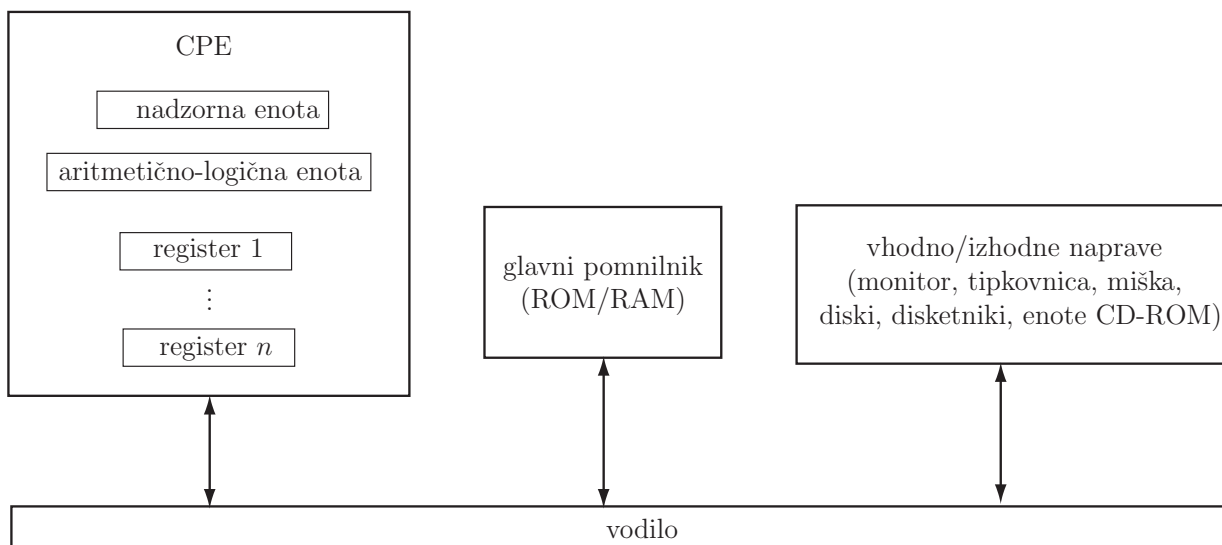 CPE
nadzorna enota
aritmetično-logična enota
register 1
⋮
register n
glavni pomnilnik
(ROM/RAM)
vhodno/izhodne naprave
(monitor, tipkovnica, miška,
diski, disketniki, enote CD-ROM)
vodilo